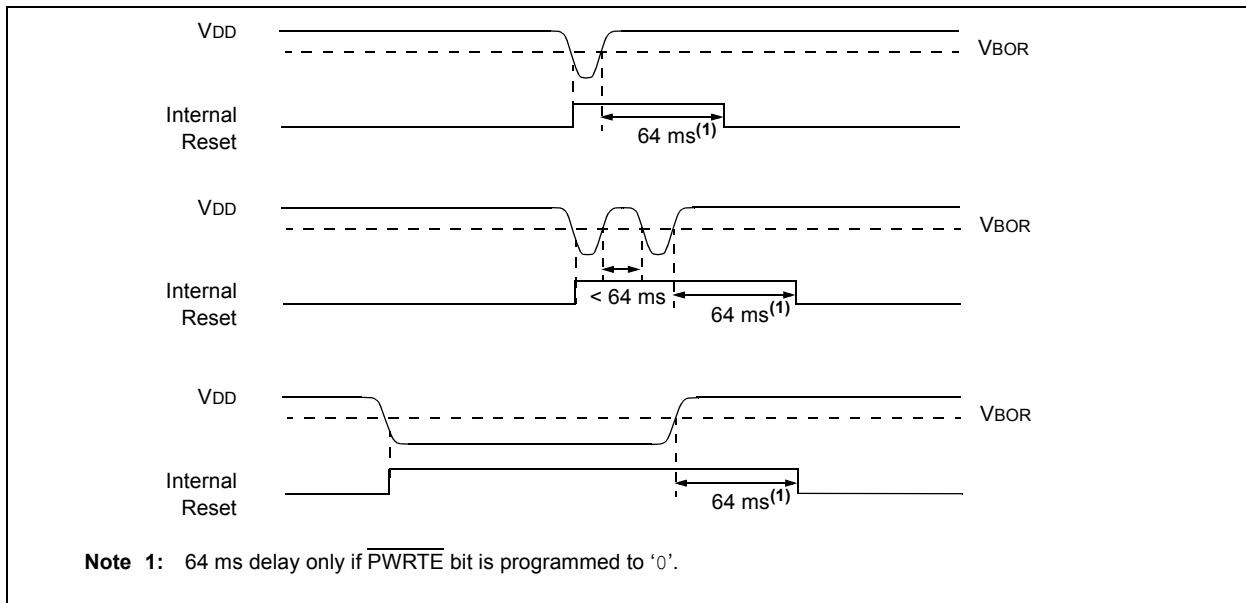 VDD
VBOR
Internal
Reset
64 ms(1)
VDD
VBOR
Internal
Reset
< 64 ms
64 ms(1)
VDD
VBOR
Internal
Reset
64 ms(1)
Note 1: 64 ms delay only if P̅W̅R̅T̅E̅ bit is programmed to ‘0’.